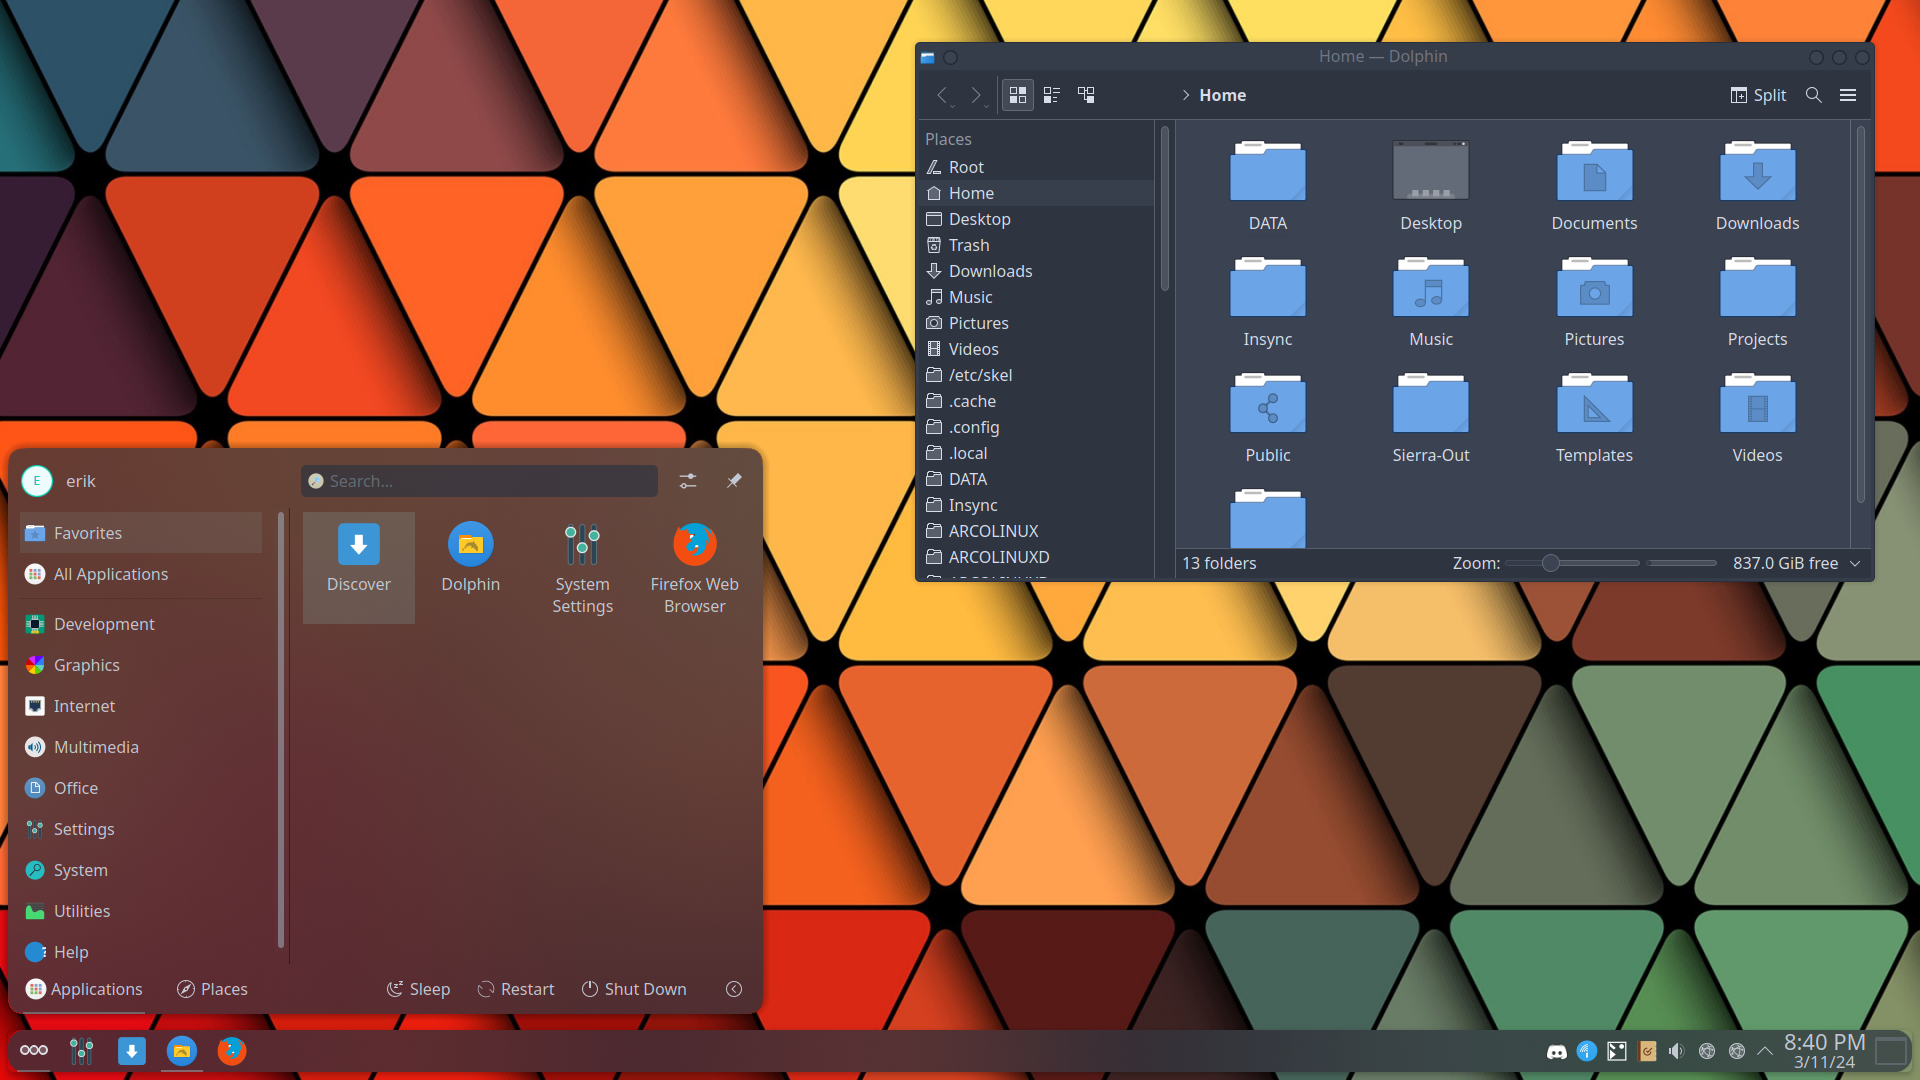 Home — Dolphin
Home
Split
Places
Root
Home
Desktop
Trash
Downloads
Music
Pictures
Videos
/etc/skel
.cache
.config
.local
DATA
Insync
ARCOLINUX
ARCOLINUXD
DATA
Desktop
Documents
Downloads
Insync
Music
Pictures
Projects
Public
Sierra-Out
Templates
Videos
13 folders
Zoom:
837.0 GiB free
E
erik
Search...
Favorites
All Applications
Development
Graphics
Internet
Multimedia
Office
Settings
System
Utilities
Help
Discover
Dolphin
System
Settings
Firefox Web
Browser
Applications
Places
Sleep
Restart
Shut Down
8:40 PM
3/11/24